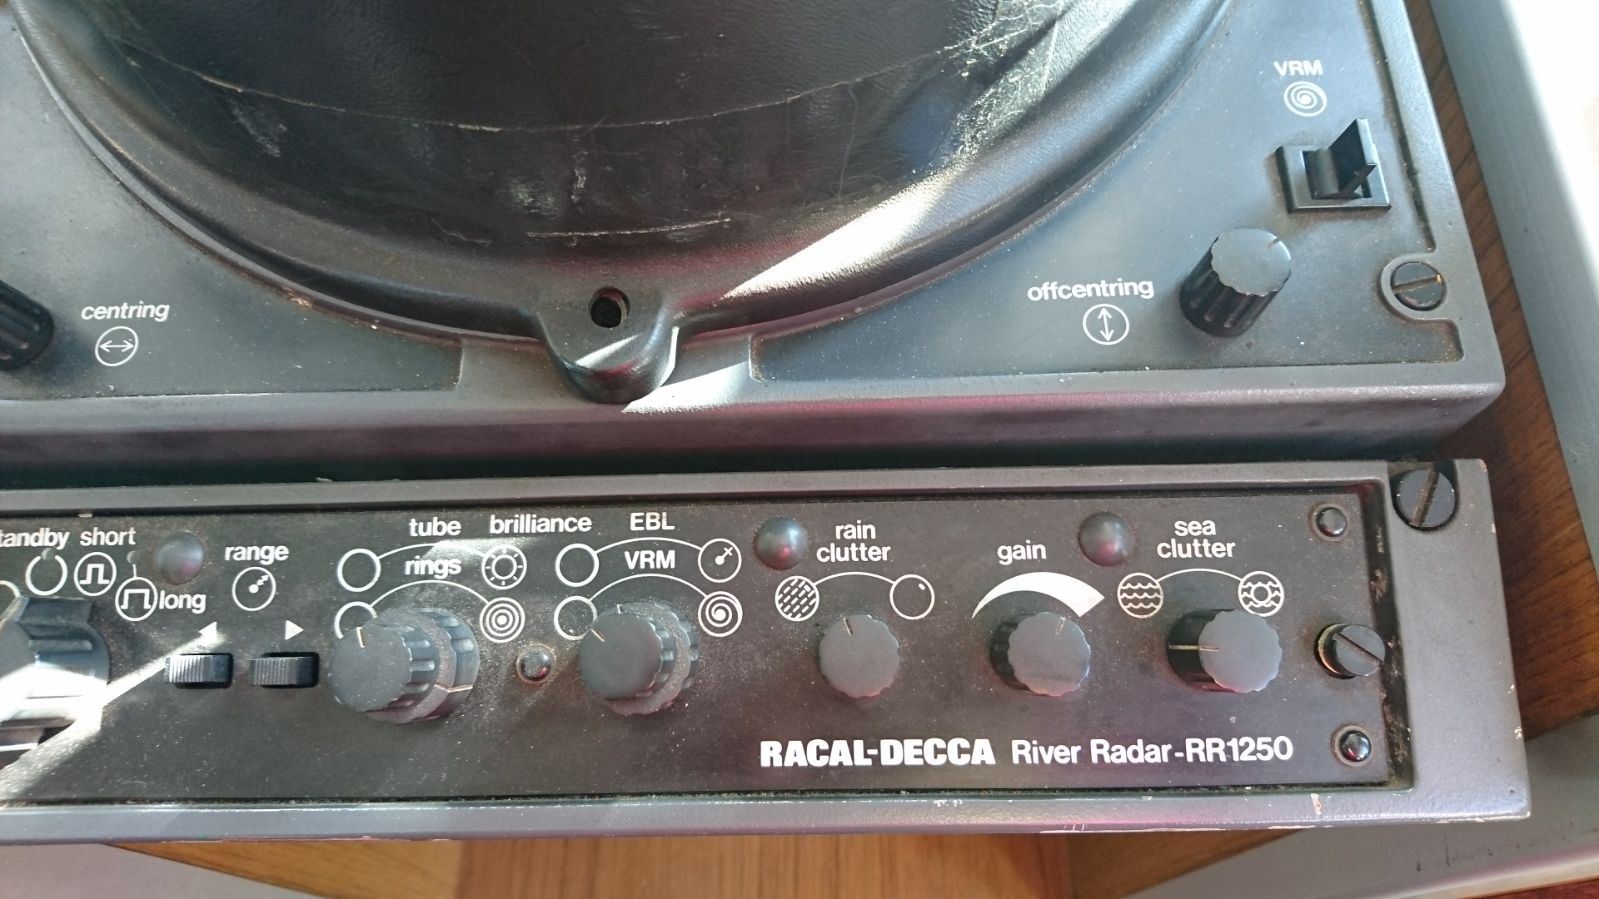 VRM
centring
offcentring
standby short
long
range
tube brilliance
rings
EBL
VRM
rain
clutter
gain
sea
clutter
RACAL-DECCA River Radar-RR1250